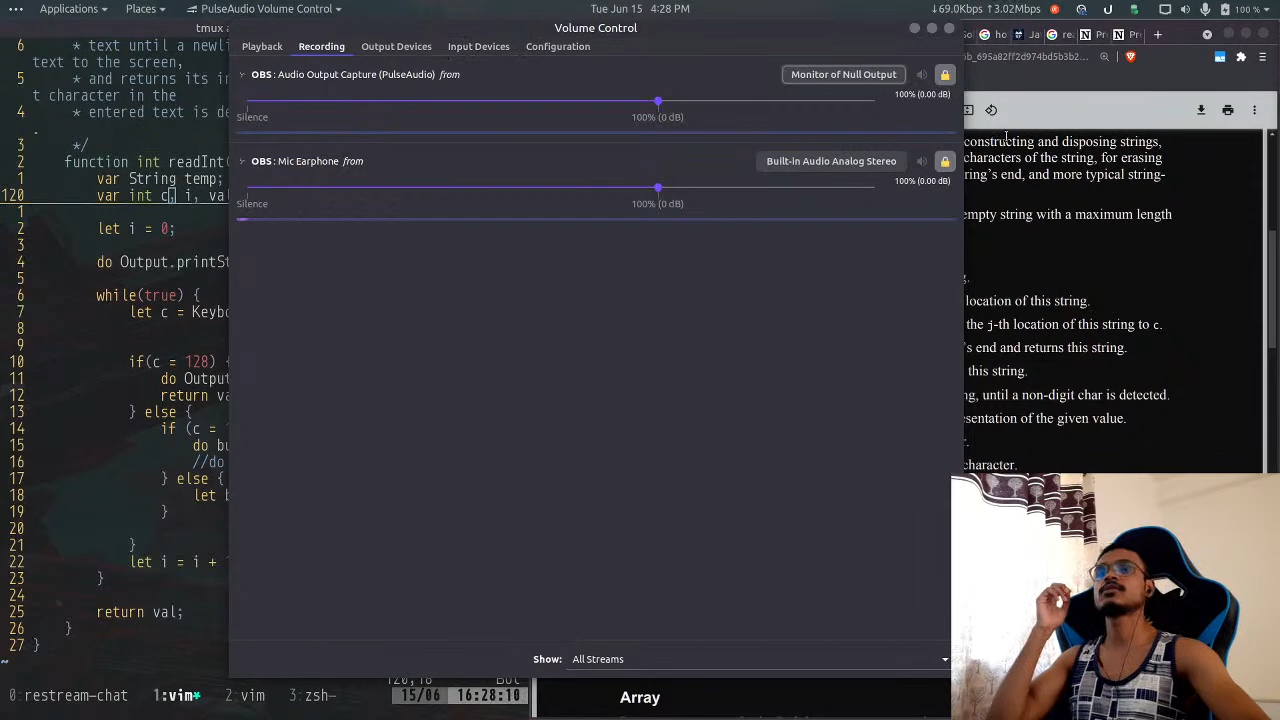 Applications
Places
PulseAudio Volume Control
Tue Jun 15 4:28 PM
↓69.0Kbps ↑3.02Mbps
100 %
Volume Control
Playback
Recording
Output Devices
Input Devices
Configuration
OBS: Audio Output Capture (PulseAudio) from
Monitor of Null Output
100% (0.00 dB)
Silence
100% (0 dB)
OBS: Mic Earphone from
Built-in Audio Analog Stereo
100% (0.00 dB)
Silence
100% (0 dB)
Show:
All Streams
tmux a
6 * text until a newli
text to the screen,
5 * and returns its in
t character in the
4 * entered text is de
.
3 */
2 function int readInt(
1 var String temp;
120 var int c, i, va
1
2 let i = 0;
3
4 do Output.printSt
5
6 while(true) {
7 let c = Keybo
8
9
10 if(c = 128) {
11 do Output
12 return va
13 } else {
14 if (c =
15 do bu
16 //do
17 } else {
18 let b
19 }
20
21 }
22 let i = i +
23 }
24
25 return val;
26 }
27 }
~
120,18 Bot
0:restream-chat 1:vim* 2:vim 3:zsh-
15/06 16:28:10
b_695a82ff2d974bd5b3b2...
constructing and disposing strings,
characters of the string, for erasing
ring's end, and more typical string-
empty string with a maximum length
g.
location of this string.
the j-th location of this string to c.
's end and returns this string.
this string.
ng, until a non-digit char is detected.
esentation of the given value.
r.
character.
Array